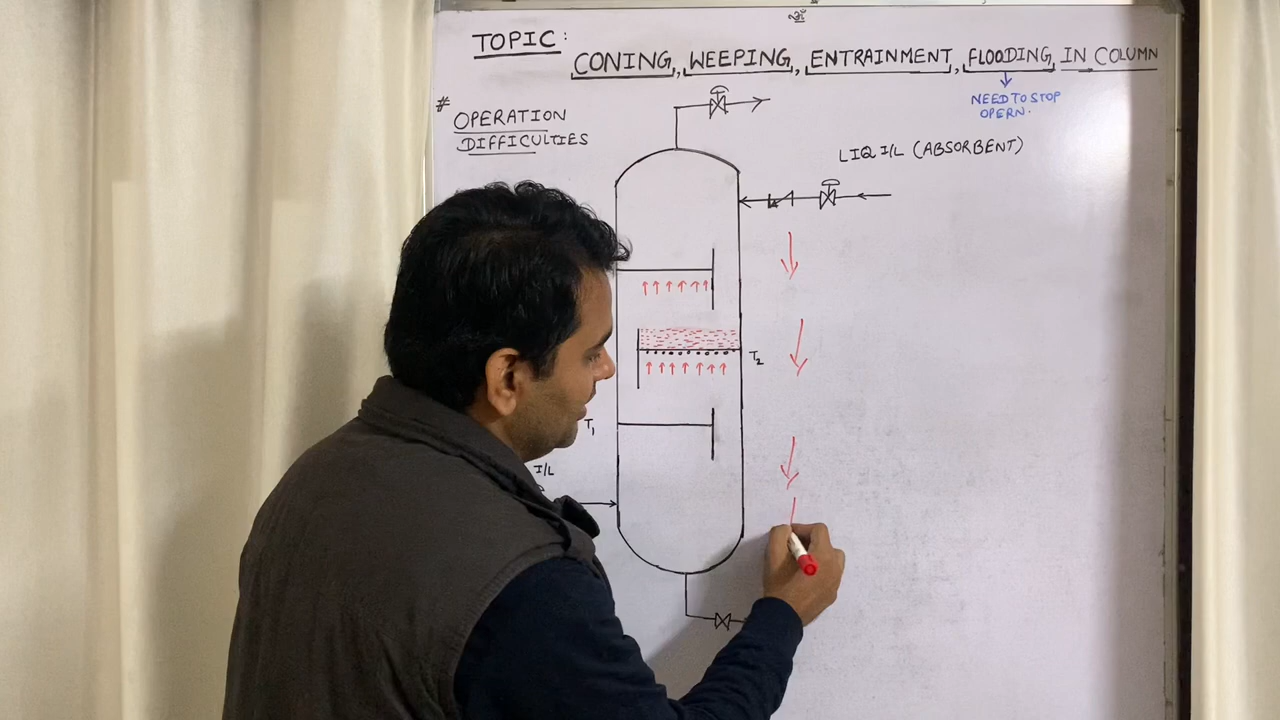 TOPIC:
CONING, WEEPING, ENTRAINMENT, FLOODING, IN COLUMN
NEED TO STOP
OPERN.
# OPERATION
DIFFICULTIES
LIQ I/L (ABSORBENT)
T2
T1
I/L